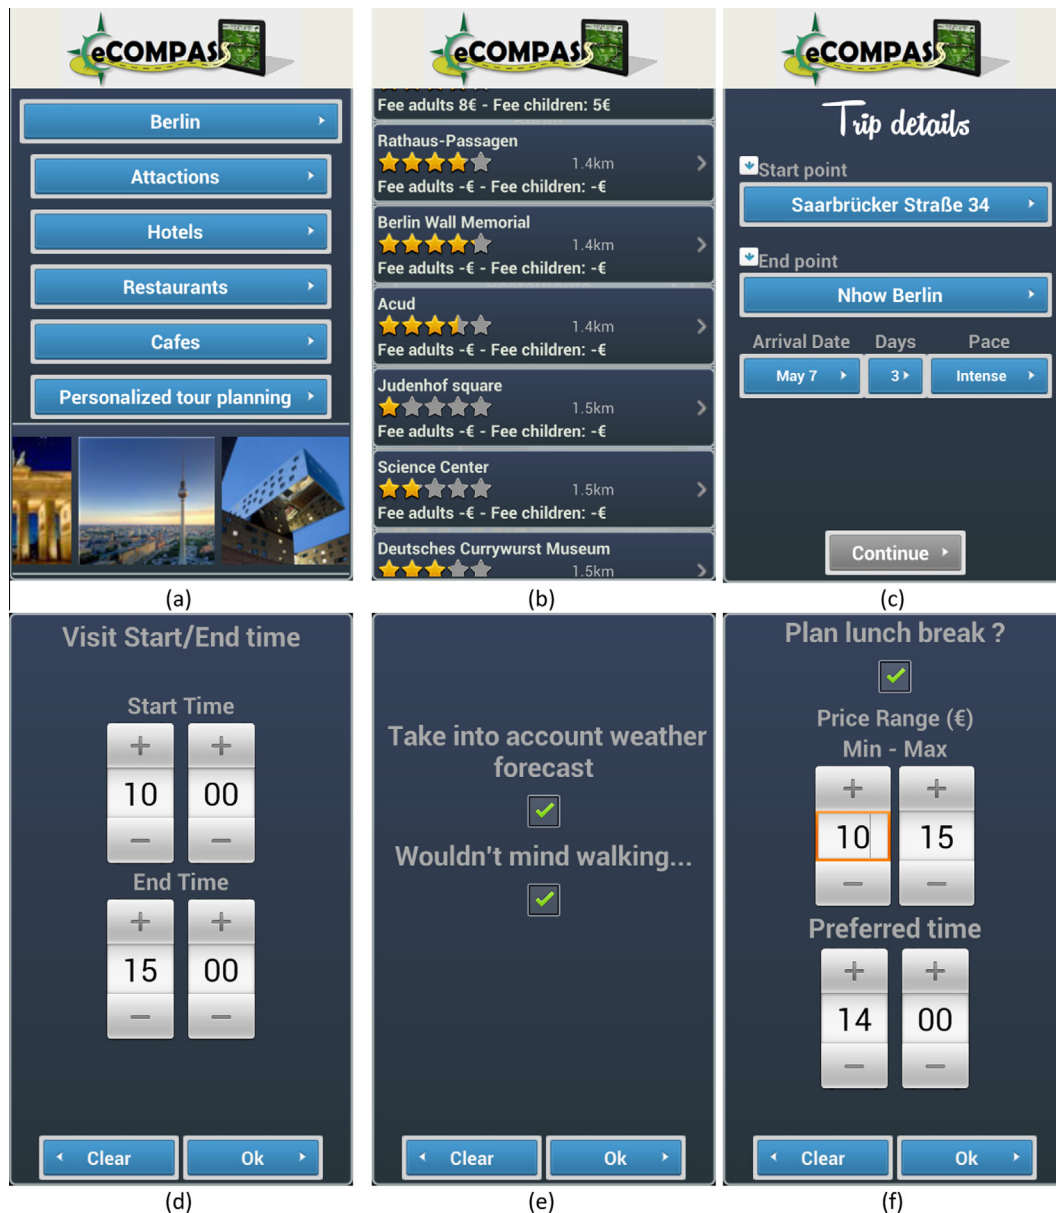 eCOMPASS
Berlin
Attactions
Hotels
Restaurants
Cafes
Personalized tour planning
(a)
eCOMPASS
Fee adults 8€ - Fee children: 5€
Rathaus-Passagen
1.4km
Fee adults -€ - Fee children: -€
Berlin Wall Memorial
1.4km
Fee adults -€ - Fee children: -€
Acud
1.4km
Fee adults -€ - Fee children: -€
Judenhof square
1.5km
Fee adults -€ - Fee children: -€
Science Center
1.5km
Fee adults -€ - Fee children: -€
Deutsches Currywurst Museum
1.5km
(b)
eCOMPASS
Trip details
Start point
Saarbrücker Straße 34
End point
Nhow Berlin
Arrival Date Days Pace
May 7 3 Intense
Continue
(c)
Visit Start/End time
Start Time
+ +
10 00
− −
End Time
+ +
15 00
− −
Clear Ok
(d)
Take into account weather
forecast
Wouldn't mind walking...
Clear Ok
(e)
Plan lunch break ?
Price Range (€)
Min - Max
+ +
10 15
− −
Preferred time
+ +
14 00
− −
Clear Ok
(f)